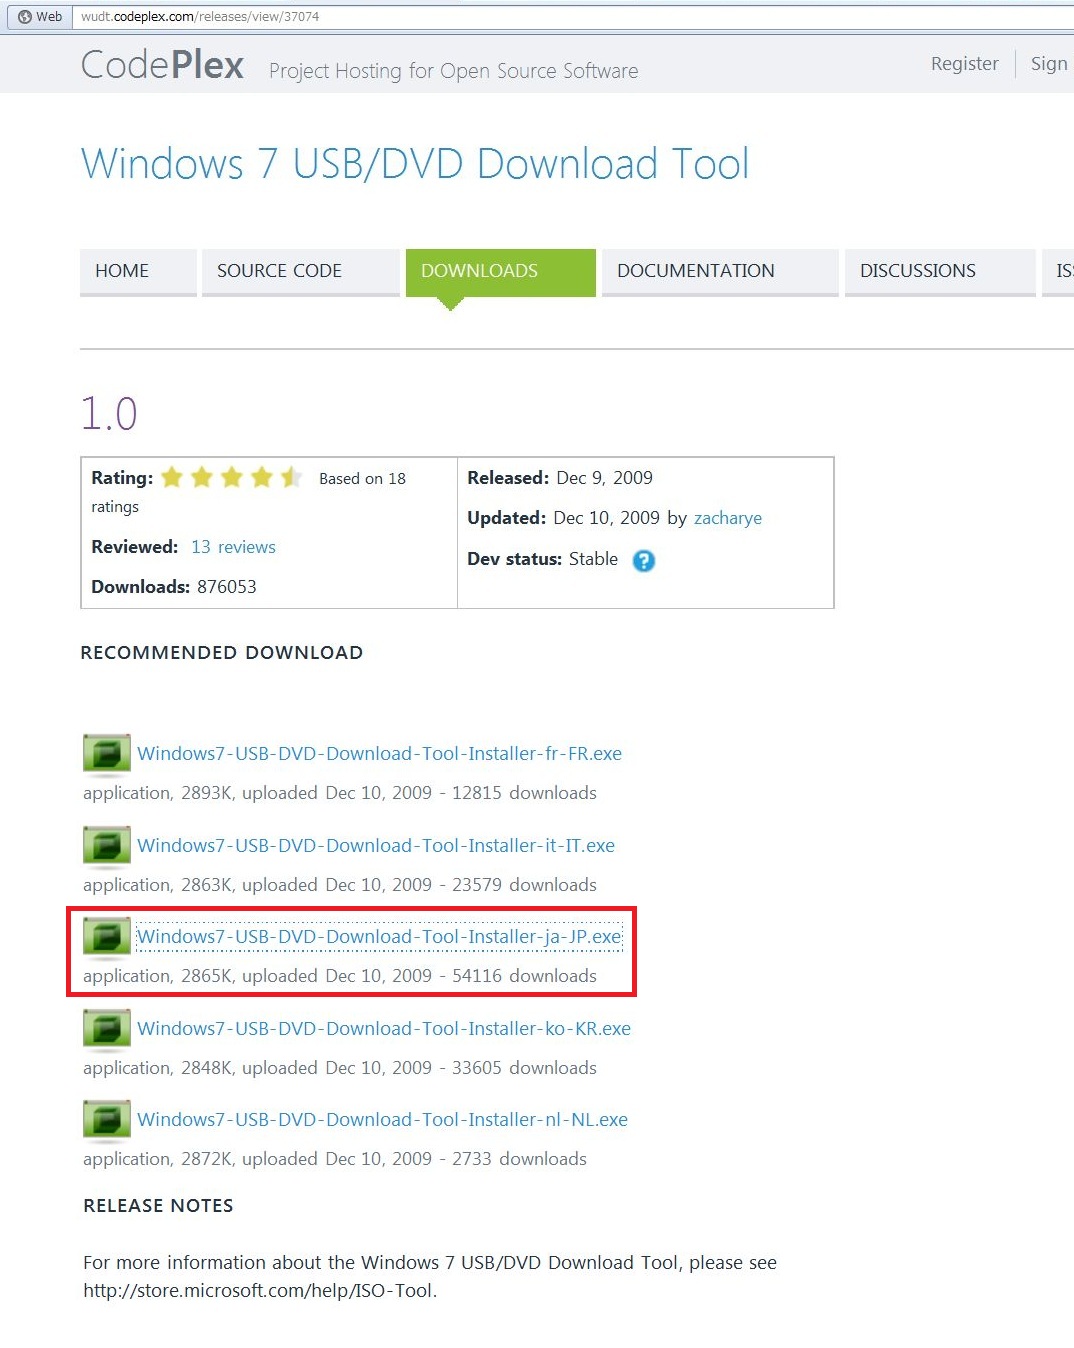 Web wudt.codeplex.com/releases/view/37074
CodePlex Project Hosting for Open Source Software Register Sign
Windows 7 USB/DVD Download Tool
HOME SOURCE CODE DOWNLOADS DOCUMENTATION DISCUSSIONS IS
1.0
Rating: Based on 18
ratings
Reviewed: 13 reviews
Downloads: 876053
Released: Dec 9, 2009
Updated: Dec 10, 2009 by zacharye
Dev status: Stable ?
RECOMMENDED DOWNLOAD
Windows7-USB-DVD-Download-Tool-Installer-fr-FR.exe
application, 2893K, uploaded Dec 10, 2009 - 12815 downloads
Windows7-USB-DVD-Download-Tool-Installer-it-IT.exe
application, 2863K, uploaded Dec 10, 2009 - 23579 downloads
Windows7-USB-DVD-Download-Tool-Installer-ja-JP.exe
application, 2865K, uploaded Dec 10, 2009 - 54116 downloads
Windows7-USB-DVD-Download-Tool-Installer-ko-KR.exe
application, 2848K, uploaded Dec 10, 2009 - 33605 downloads
Windows7-USB-DVD-Download-Tool-Installer-nl-NL.exe
application, 2872K, uploaded Dec 10, 2009 - 2733 downloads
RELEASE NOTES
For more information about the Windows 7 USB/DVD Download Tool, please see
http://store.microsoft.com/help/ISO-Tool.